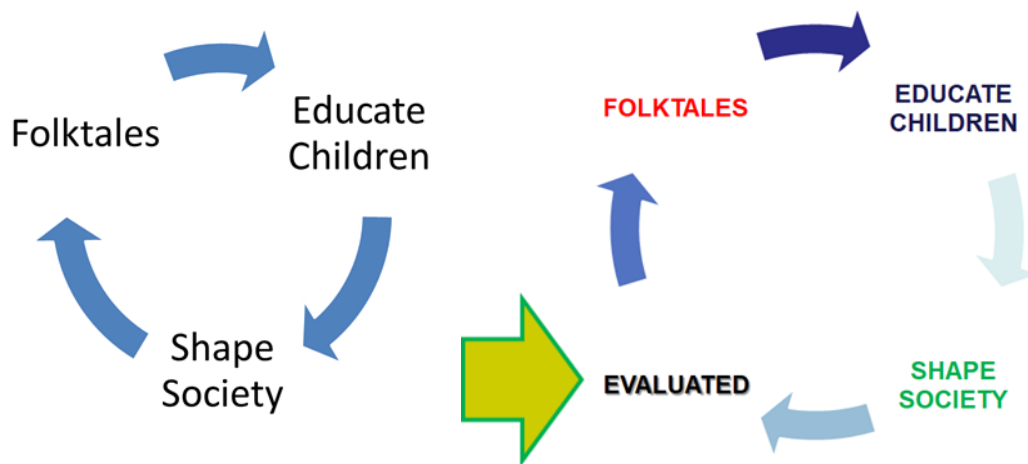 Folktales
Educate
Children
Shape
Society
FOLKTALES
EDUCATE
CHILDREN
SHAPE
SOCIETY
EVALUATED